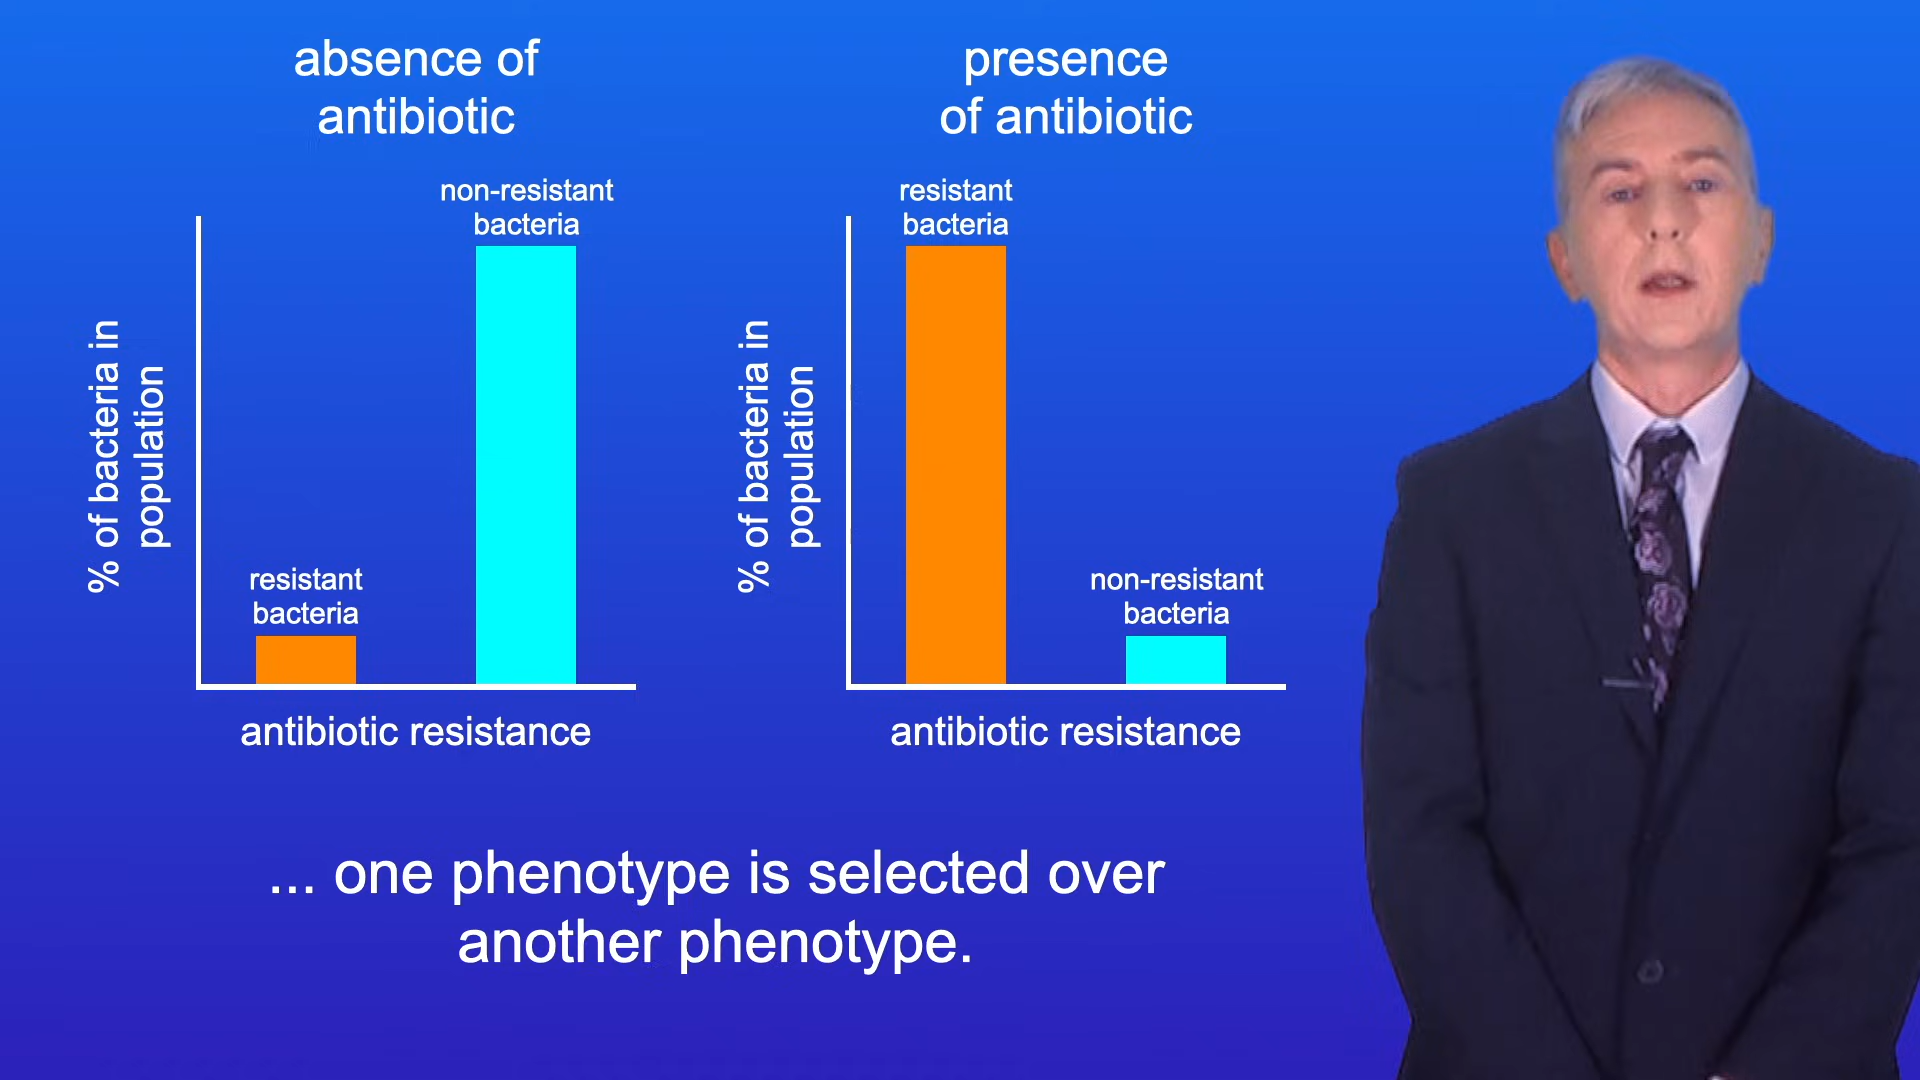 absence of
antibiotic
non-resistant
bacteria
% of bacteria in
population
resistant
bacteria
antibiotic resistance
presence
of antibiotic
resistant
bacteria
% of bacteria in
population
non-resistant
bacteria
antibiotic resistance
... one phenotype is selected over
another phenotype.